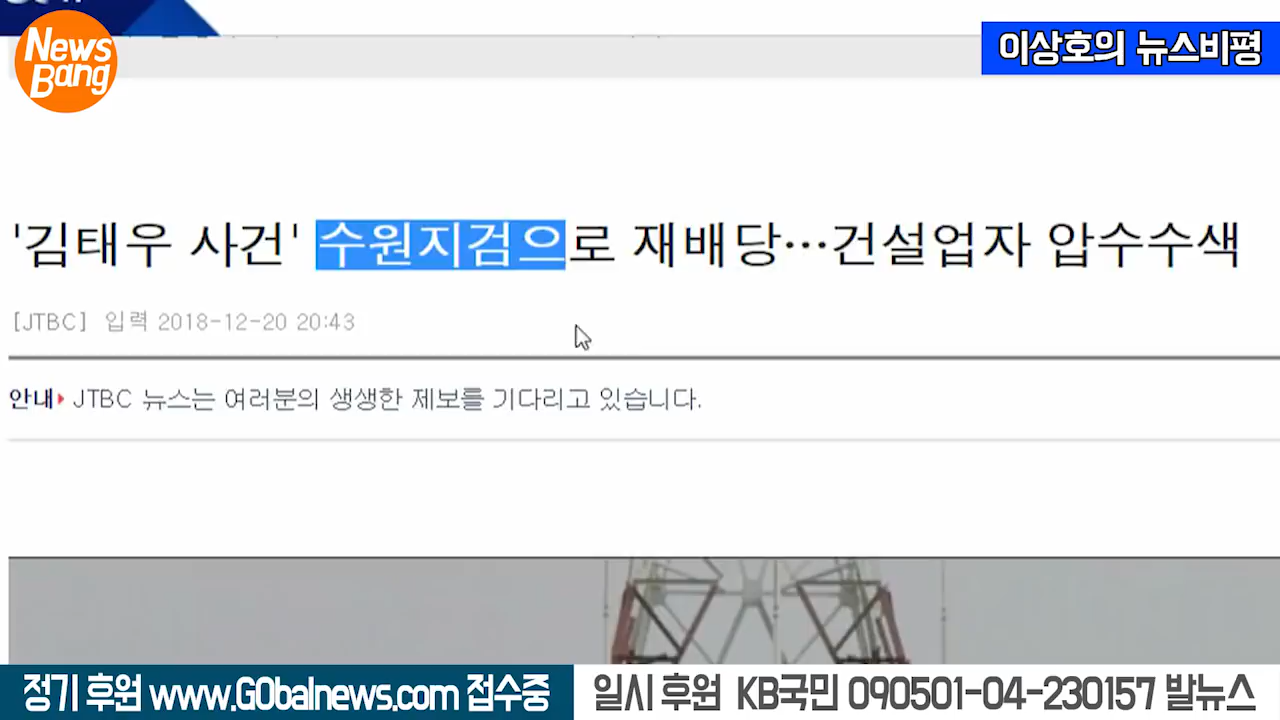 News
Bang
이상호의 뉴스비평
'김태우 사건' 수원지검으로 재배당…건설업자 압수수색
[JTBC] 입력 2018-12-20 20:43
안내 JTBC 뉴스는 여러분의 생생한 제보를 기다리고 있습니다.
정기 후원 www.GObalnews.com 접수중
일시 후원 KB국민 090501-04-230157 발뉴스